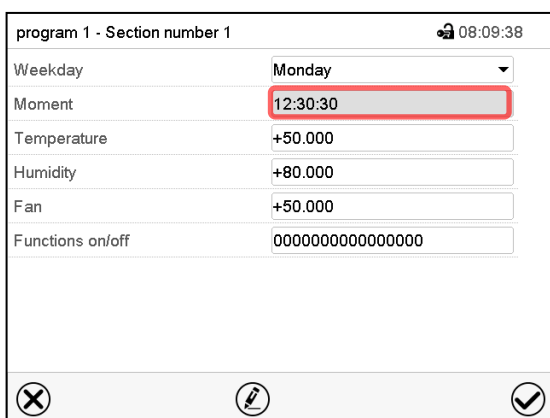 program 1 - Section number 1 08:09:38
Weekday Monday
Moment 12:30:30
Temperature +50.000
Humidity +80.000
Fan +50.000
Functions on/off 0000000000000000